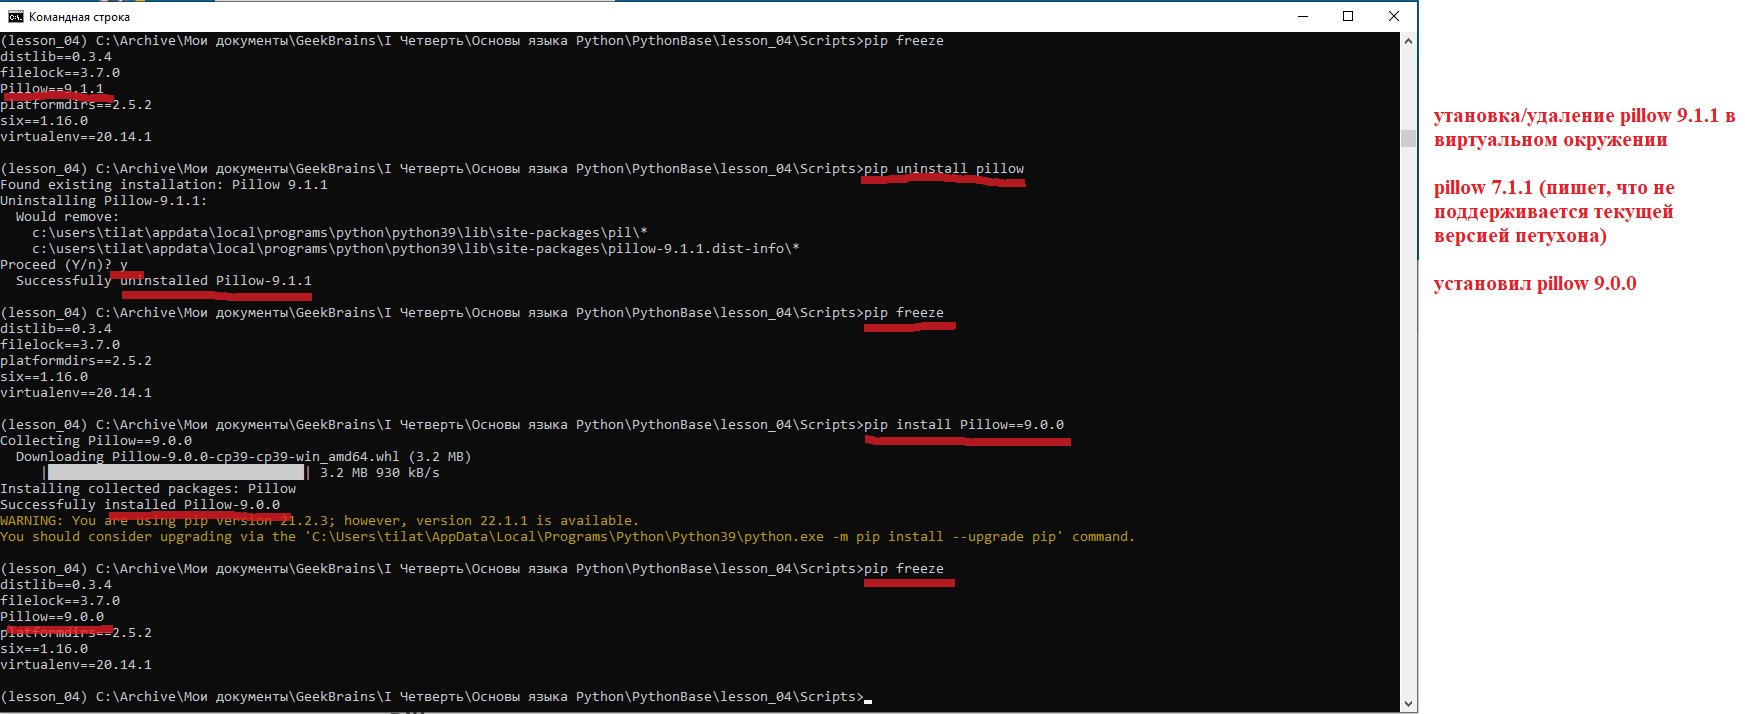 Командная строка
(lesson_04) C:\Archive\Мои документы\GeekBrains\I Четверть\Основы языка Python\PythonBase\lesson_04\Scripts>pip freeze
distlib==0.3.4
filelock==3.7.0
Pillow==9.1.1
platformdirs==2.5.2
six==1.16.0
virtualenv==20.14.1
(lesson_04) C:\Archive\Мои документы\GeekBrains\I Четверть\Основы языка Python\PythonBase\lesson_04\Scripts>pip uninstall pillow
Found existing installation: Pillow 9.1.1
Uninstalling Pillow-9.1.1:
Would remove:
c:\users\tilat\appdata\local\programs\python\python39\lib\site-packages\pil\*
c:\users\tilat\appdata\local\programs\python\python39\lib\site-packages\pillow-9.1.1.dist-info\*
Proceed (Y/n)? y
Successfully uninstalled Pillow-9.1.1
(lesson_04) C:\Archive\Мои документы\GeekBrains\I Четверть\Основы языка Python\PythonBase\lesson_04\Scripts>pip freeze
distlib==0.3.4
filelock==3.7.0
platformdirs==2.5.2
six==1.16.0
virtualenv==20.14.1
(lesson_04) C:\Archive\Мои документы\GeekBrains\I Четверть\Основы языка Python\PythonBase\lesson_04\Scripts>pip install Pillow==9.0.0
Collecting Pillow==9.0.0
Downloading Pillow-9.0.0-cp39-cp39-win_amd64.whl (3.2 MB)
|████████████████████████████████| 3.2 MB 930 kB/s
Installing collected packages: Pillow
Successfully installed Pillow-9.0.0
WARNING: You are using pip version 21.2.3; however, version 22.1.1 is available.
You should consider upgrading via the 'C:\Users\tilat\AppData\Local\Programs\Python\Python39\python.exe -m pip install --upgrade pip' command.
(lesson_04) C:\Archive\Мои документы\GeekBrains\I Четверть\Основы языка Python\PythonBase\lesson_04\Scripts>pip freeze
distlib==0.3.4
filelock==3.7.0
Pillow==9.0.0
platformdirs==2.5.2
six==1.16.0
virtualenv==20.14.1
(lesson_04) C:\Archive\Мои документы\GeekBrains\I Четверть\Основы языка Python\PythonBase\lesson_04\Scripts>
утановка/удаление pillow 9.1.1 в
виртуальном окружении
pillow 7.1.1 (пишет, что не
поддерживается текущей
версией петухона)
установил pillow 9.0.0